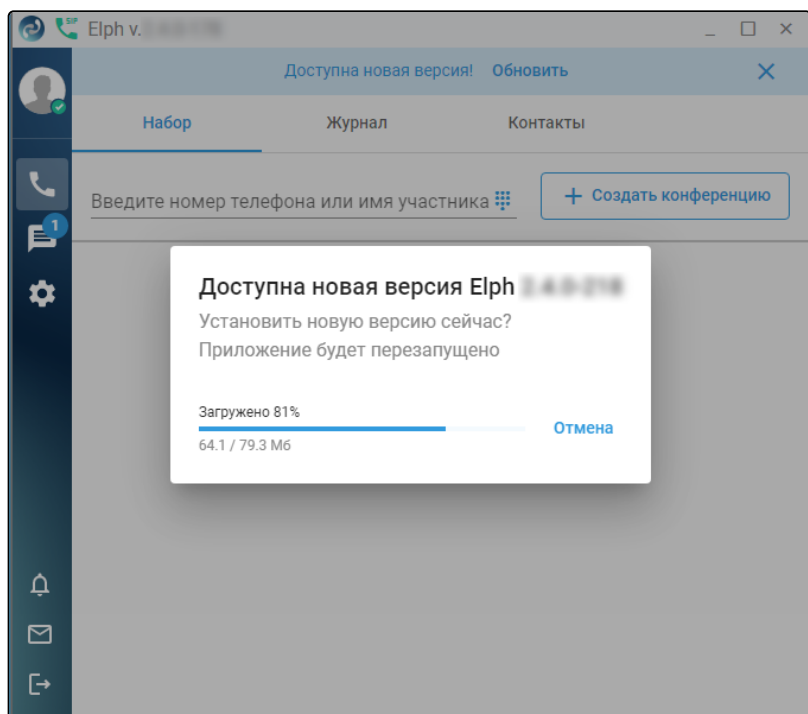 SIP
Elph v.
Доступна новая версия! Обновить
Набор Журнал Контакты
Введите номер телефона или имя участника
+ Создать конференцию
1
Доступна новая версия Elph
Установить новую версию сейчас?
Приложение будет перезапущено
Загружено 81%
64.1 / 79.3 Мб
Отмена